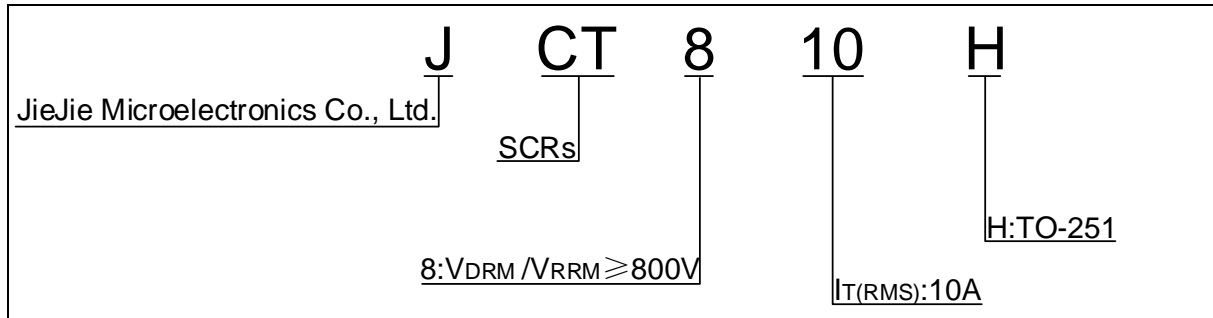 J CT 8 10 H
JieJie Microelectronics Co., Ltd.
SCRs
H:TO-251
8:VDRM /VRRM≥800V
IT(RMS):10A